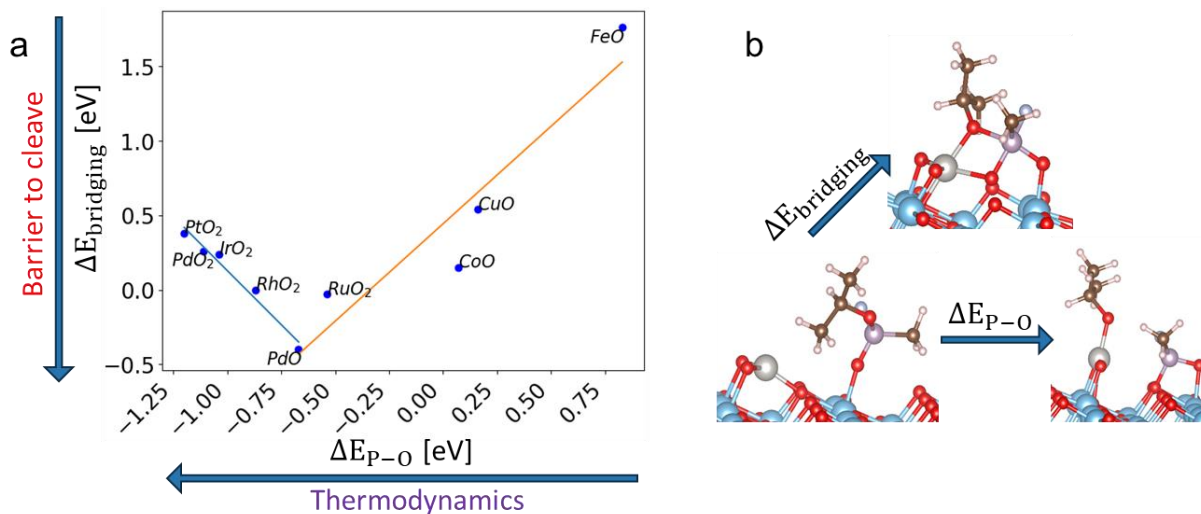 a
b
Barrier to cleave
ΔE_bridging [eV]
1.5
1.0
0.5
0.0
−0.5
FeO
CuO
CoO
PtO₂
PdO₂
IrO₂
RhO₂
RuO₂
PdO
−1.25
−1.00
−0.75
−0.50
−0.25
0.00
0.25
0.50
0.75
ΔE_P−O [eV]
Thermodynamics
ΔE_bridging
ΔE_P−O